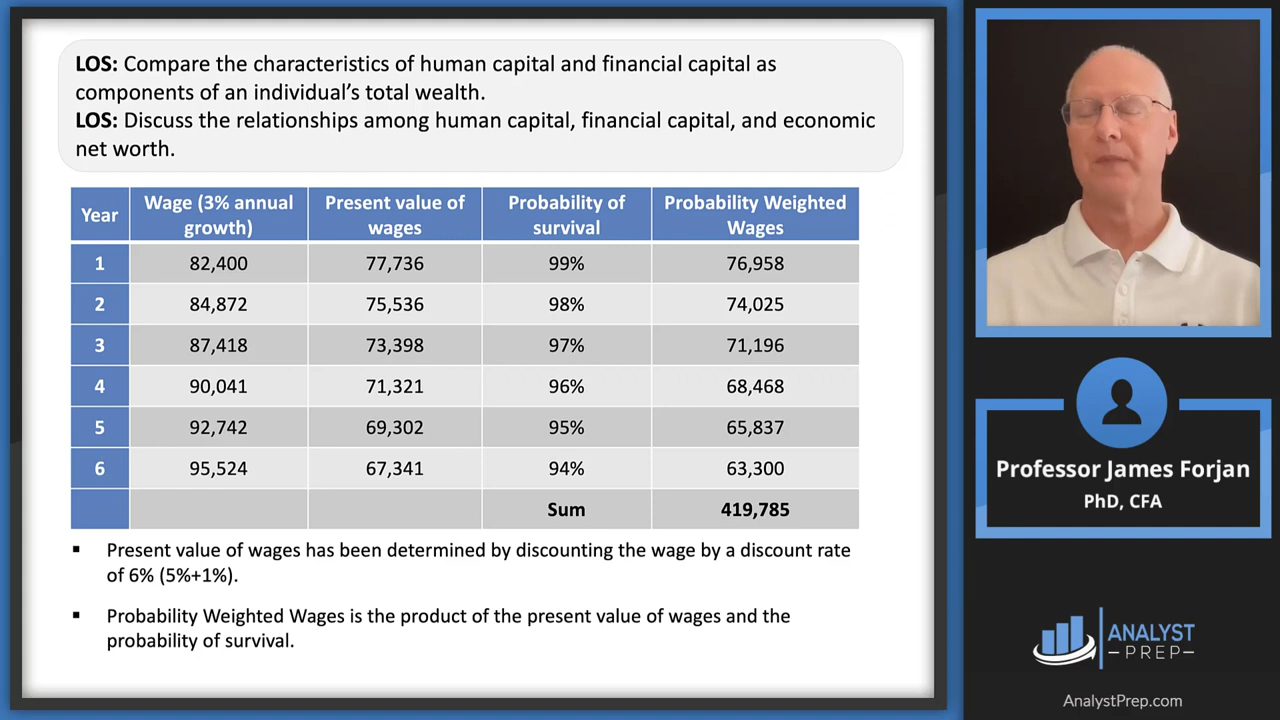 LOS: Compare the characteristics of human capital and financial capital as
components of an individual's total wealth.
LOS: Discuss the relationships among human capital, financial capital, and economic
net worth.
Year | Wage (3% annual growth) | Present value of wages | Probability of survival | Probability Weighted Wages
1 | 82,400 | 77,736 | 99% | 76,958
2 | 84,872 | 75,536 | 98% | 74,025
3 | 87,418 | 73,398 | 97% | 71,196
4 | 90,041 | 71,321 | 96% | 68,468
5 | 92,742 | 69,302 | 95% | 65,837
6 | 95,524 | 67,341 | 94% | 63,300
Sum | 419,785
▪ Present value of wages has been determined by discounting the wage by a discount rate
of 6% (5%+1%).
▪ Probability Weighted Wages is the product of the present value of wages and the
probability of survival.
Professor James Forjan
PhD, CFA
ANALYST
–PREP–
AnalystPrep.com